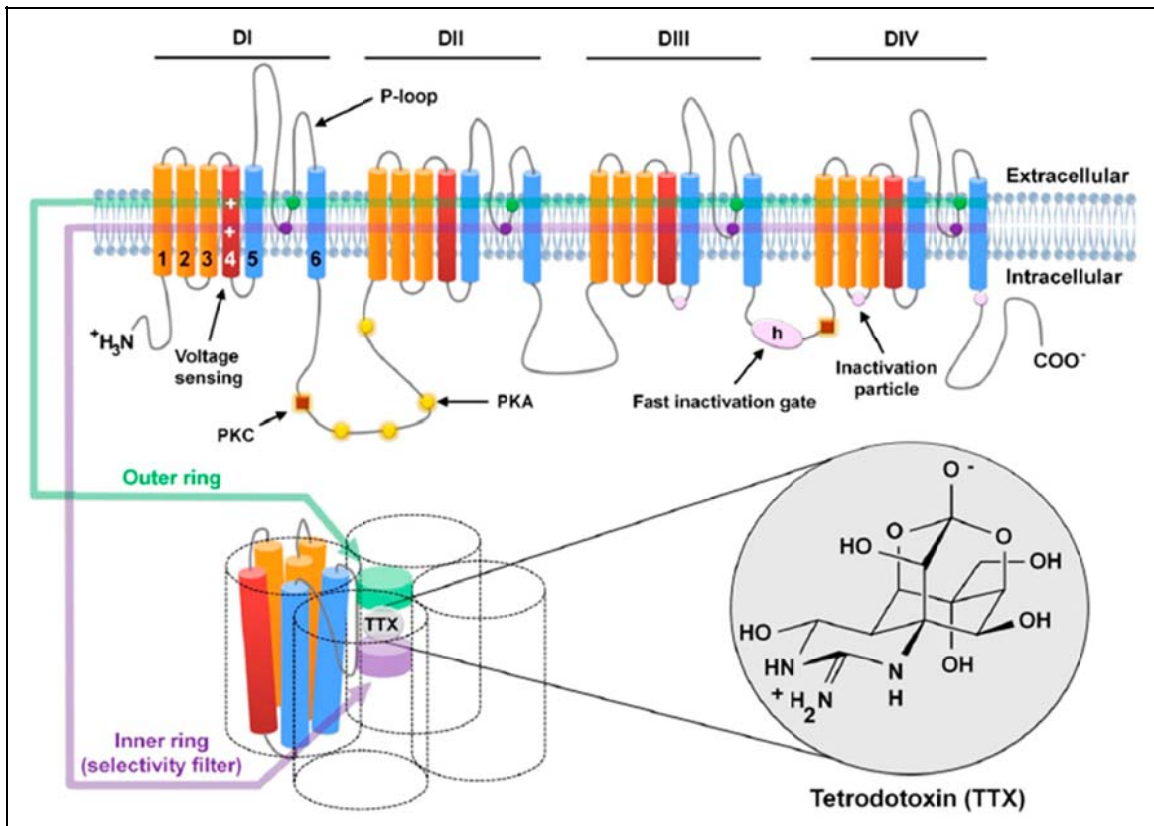 DI DII DIII DIV
P-loop
Extracellular
+
+
1 2 3 4 5 6
Intracellular
+H3N
h
COO-
Voltage
sensing
Fast inactivation gate
Inactivation
particle
PKC
PKA
Outer ring
TTX
Inner ring
(selectivity filter)
O-
O
O
HO
OH
HO
OH
OH
HN
N
H
+
H2N
Tetrodotoxin (TTX)